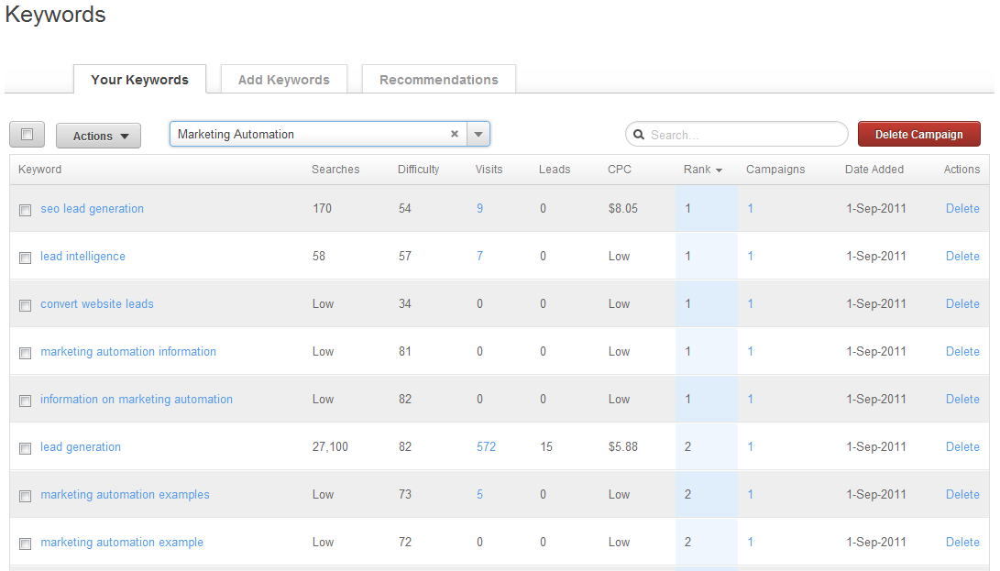 Keywords
Your Keywords Add Keywords Recommendations
Actions Marketing Automation × Search... Delete Campaign
Keyword Searches Difficulty Visits Leads CPC Rank Campaigns Date Added Actions
seo lead generation 170 54 9 0 $8.05 1 1 1-Sep-2011 Delete
lead intelligence 58 57 7 0 Low 1 1 1-Sep-2011 Delete
convert website leads Low 34 0 0 Low 1 1 1-Sep-2011 Delete
marketing automation information Low 81 0 0 Low 1 1 1-Sep-2011 Delete
information on marketing automation Low 82 0 0 Low 1 1 1-Sep-2011 Delete
lead generation 27,100 82 572 15 $5.88 2 1 1-Sep-2011 Delete
marketing automation examples Low 73 5 0 Low 2 1 1-Sep-2011 Delete
marketing automation example Low 72 0 0 Low 2 1 1-Sep-2011 Delete